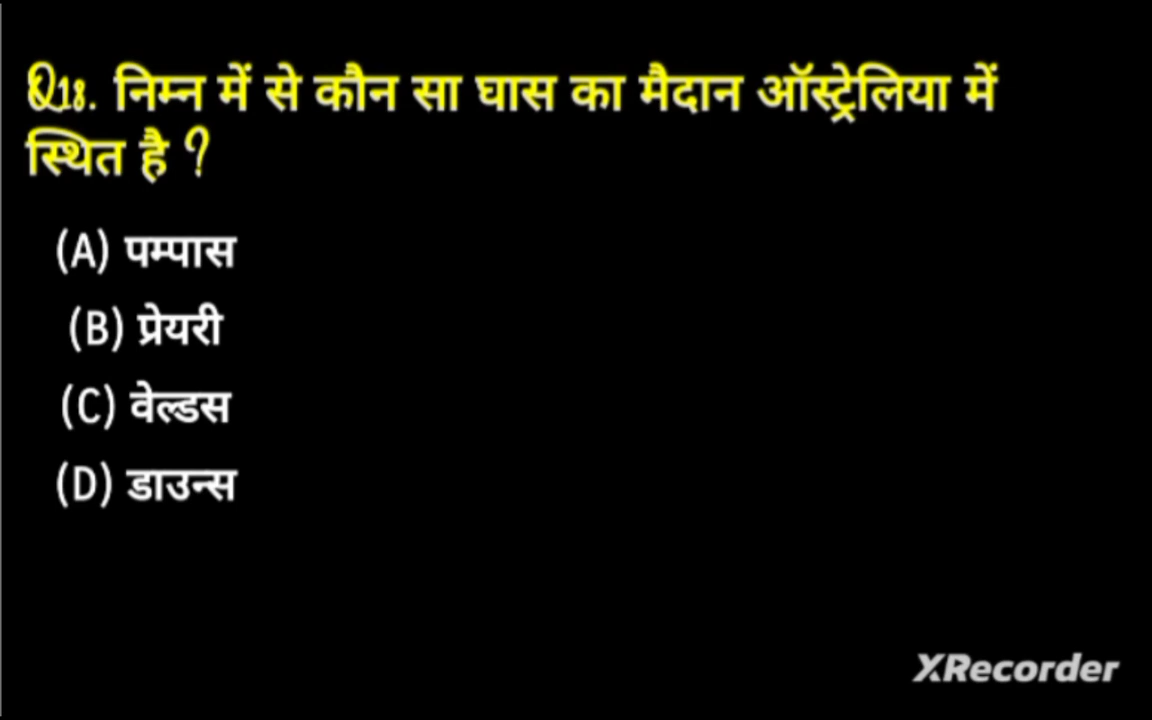 Q18. निम्न में से कौन सा घास का मैदान ऑस्ट्रेलिया में
स्थित है ?
(A) पम्पास
(B) प्रेयरी
(C) वेल्डस
(D) डाउन्स
XRecorder